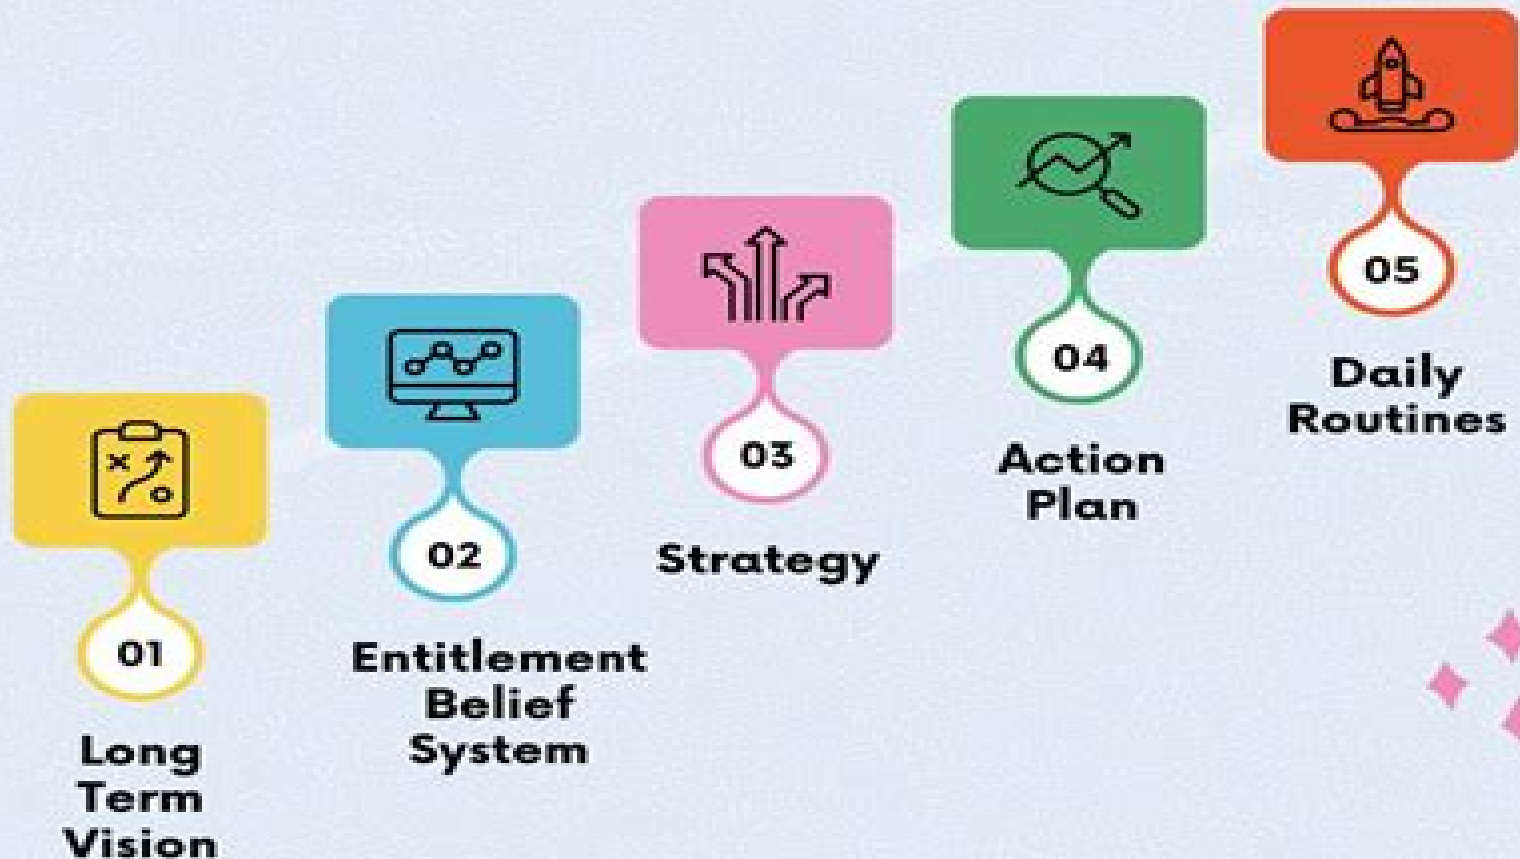 01
Long
Term
Vision
02
Entitlement
Belief
System
03
Strategy
04
Action
Plan
05
Daily
Routines